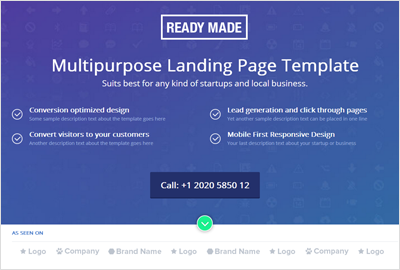 READY MADE
Multipurpose Landing Page Template
Suits best for any kind of startups and local business.
Conversion optimized design
Some sample description text about the template goes here
Lead generation and click through pages
Yet another sample description text can be placed in one line
Convert visitors to your customers
Another description text about the template goes here
Mobile First Responsive Design
Your last description text about your startup or business
Call: +1 2020 5850 12
AS SEEN ON
Logo Company Brand Name Logo Brand Name Logo Company Logo